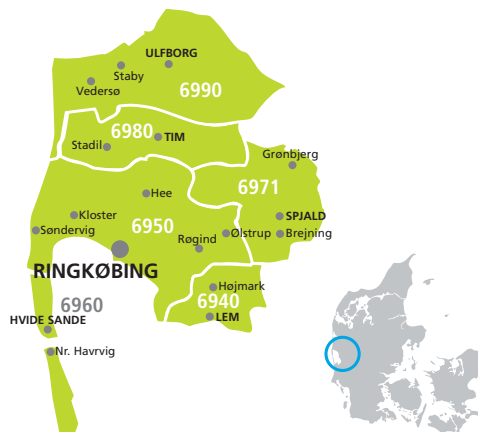 ULFBORG
Staby
Vedersø
6990
6980
TIM
Stadil
Grønbjerg
6971
Hee
Kloster
6950
SPJALD
Søndervig
Ølstrup
Brejning
Røgind
RINGKØBING
6960
Højmark
6940
HVIDE SANDE
LEM
Nr. Havrvig